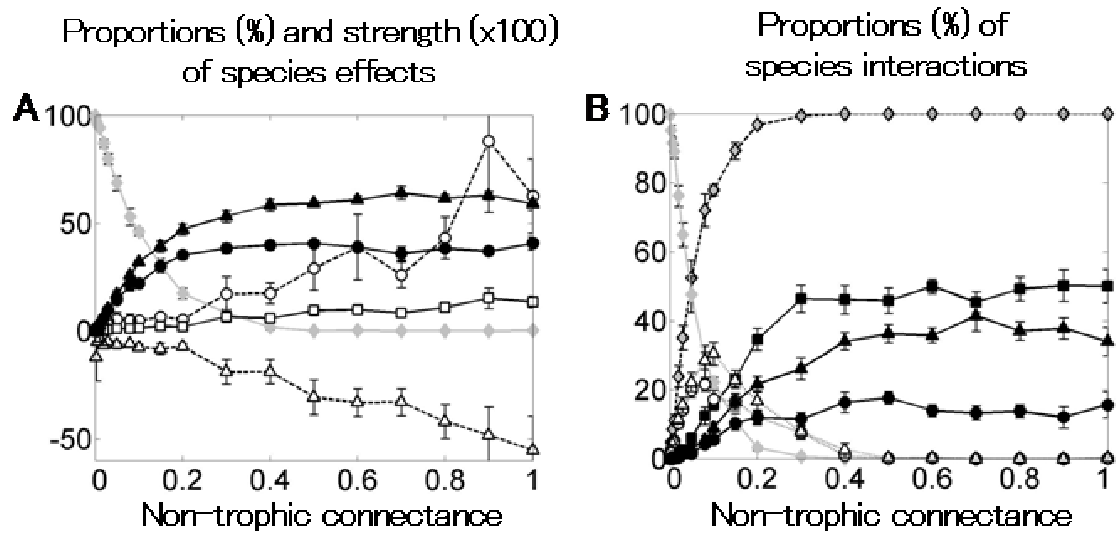 Proportions (%) and strength (x100)
of species effects
Proportions (%) of
species interactions
A
100
50
0
-50
0 0.2 0.4 0.6 0.8 1
Non-trophic connectance
B
100
80
60
40
20
0
0 0.2 0.4 0.6 0.8 1
Non-trophic connectance